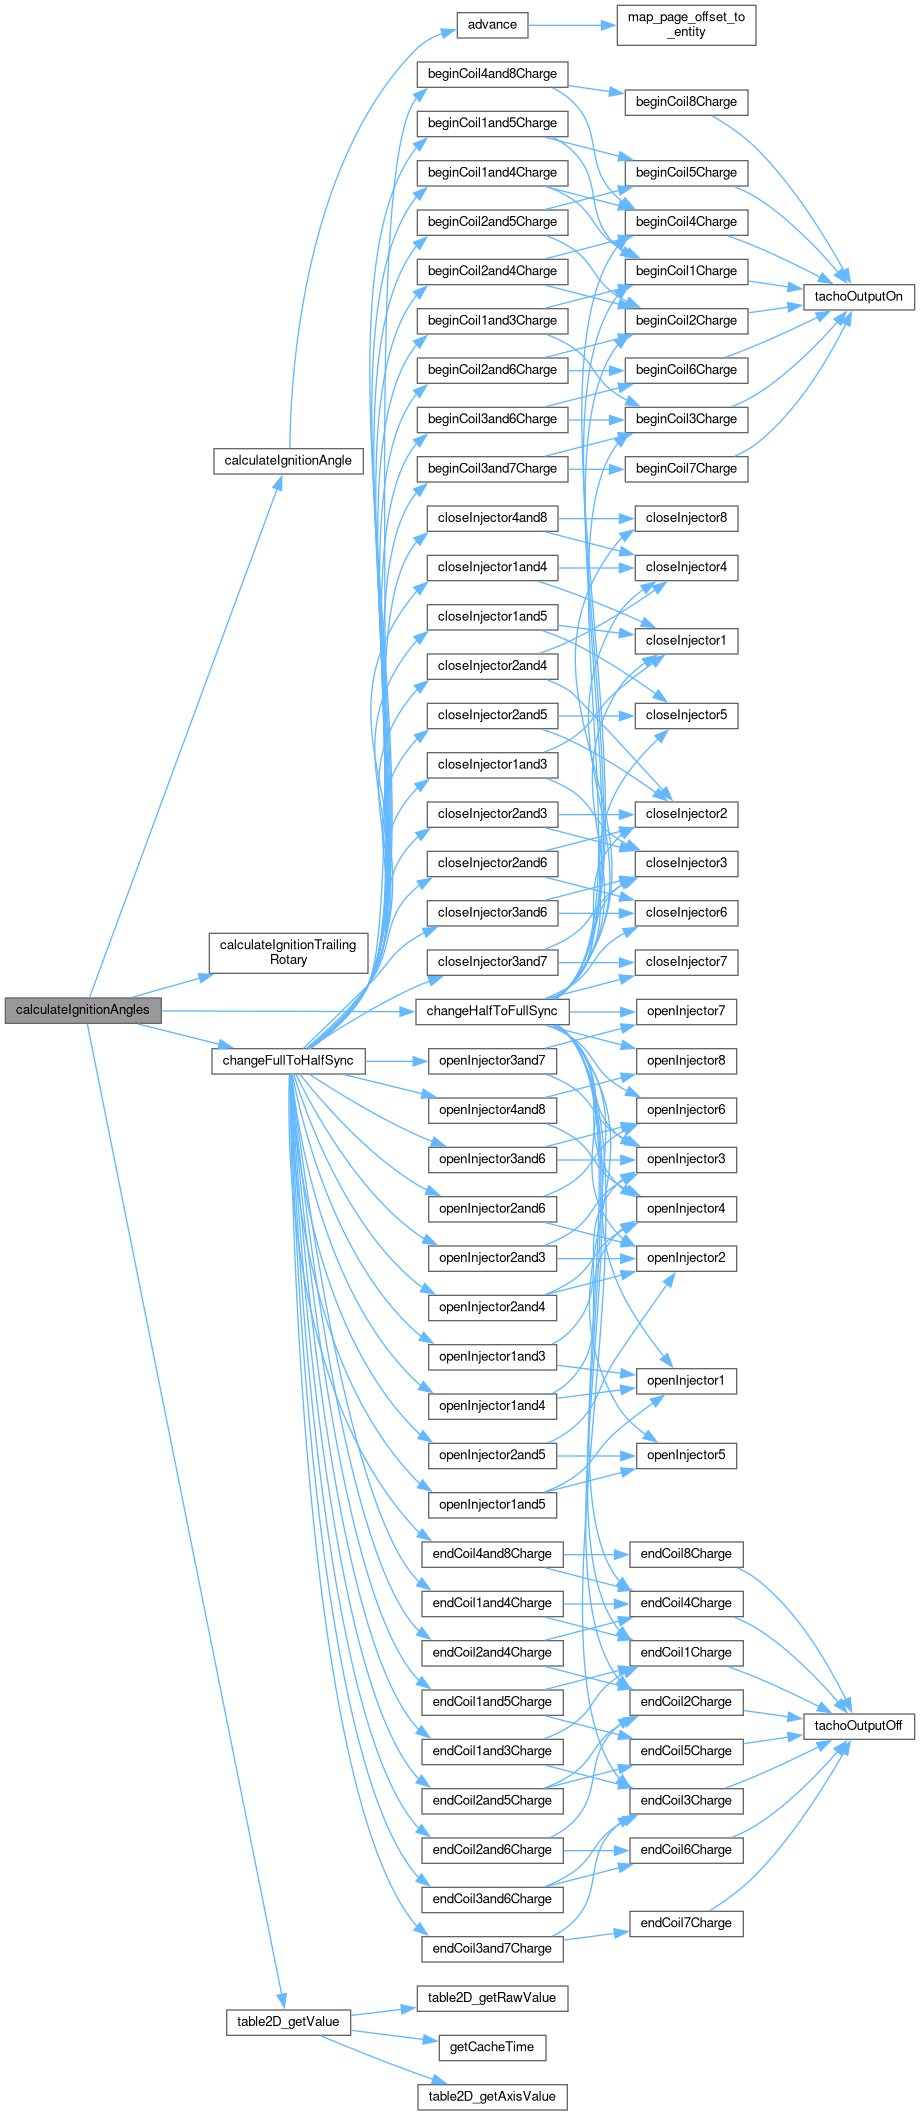 advance
map_page_offset_to
_entity
beginCoil4and8Charge
beginCoil8Charge
beginCoil1and5Charge
beginCoil1and4Charge
beginCoil5Charge
beginCoil2and5Charge
beginCoil4Charge
beginCoil2and4Charge
beginCoil1Charge
tachoOutputOn
beginCoil1and3Charge
beginCoil2Charge
beginCoil2and6Charge
beginCoil6Charge
beginCoil3and6Charge
beginCoil3Charge
calculateIgnitionAngle
beginCoil3and7Charge
beginCoil7Charge
closeInjector4and8
closeInjector8
closeInjector1and4
closeInjector4
closeInjector1and5
closeInjector1
closeInjector2and4
closeInjector2and5
closeInjector5
closeInjector1and3
closeInjector2and3
closeInjector2
closeInjector2and6
closeInjector3
closeInjector3and6
closeInjector6
calculateIgnitionTrailing
Rotary
closeInjector3and7
closeInjector7
calculateIgnitionAngles
changeHalfToFullSync
openInjector7
changeFullToHalfSync
openInjector3and7
openInjector8
openInjector4and8
openInjector6
openInjector3and6
openInjector3
openInjector2and6
openInjector4
openInjector2and3
openInjector2
openInjector2and4
openInjector1and3
openInjector1
openInjector1and4
openInjector2and5
openInjector5
openInjector1and5
endCoil4and8Charge
endCoil8Charge
endCoil1and4Charge
endCoil4Charge
endCoil2and4Charge
endCoil1Charge
endCoil1and5Charge
endCoil2Charge
tachoOutputOff
endCoil1and3Charge
endCoil5Charge
endCoil2and5Charge
endCoil3Charge
endCoil2and6Charge
endCoil6Charge
endCoil3and6Charge
endCoil7Charge
endCoil3and7Charge
table2D_getRawValue
table2D_getValue
getCacheTime
table2D_getAxisValue